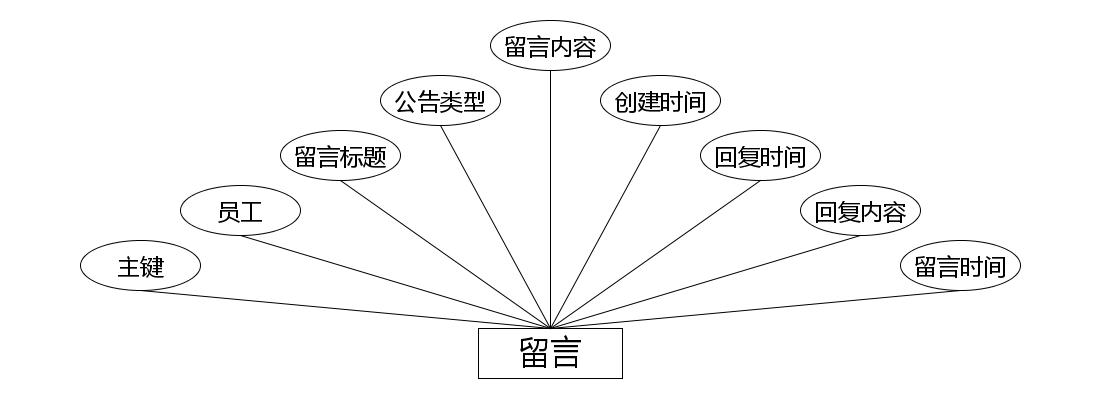 留言内容
公告类型
创建时间
留言标题
回复时间
员工
回复内容
主键
留言时间
留言